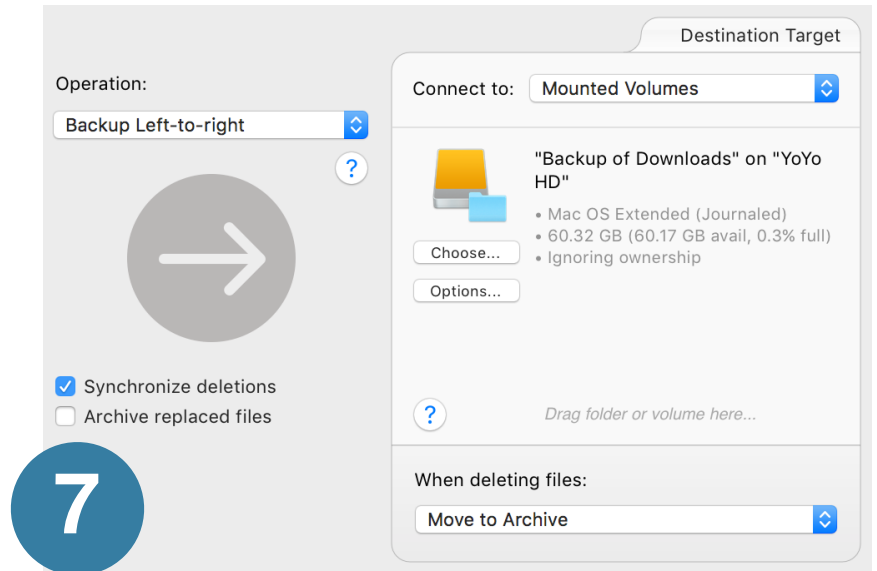 Destination Target
Operation:
Backup Left-to-right
?
Synchronize deletions
Archive replaced files
7
Connect to:
Mounted Volumes
"Backup of Downloads" on "YoYo
HD"
• Mac OS Extended (Journaled)
• 60.32 GB (60.17 GB avail, 0.3% full)
• Ignoring ownership
Choose...
Options...
?
Drag folder or volume here...
When deleting files:
Move to Archive